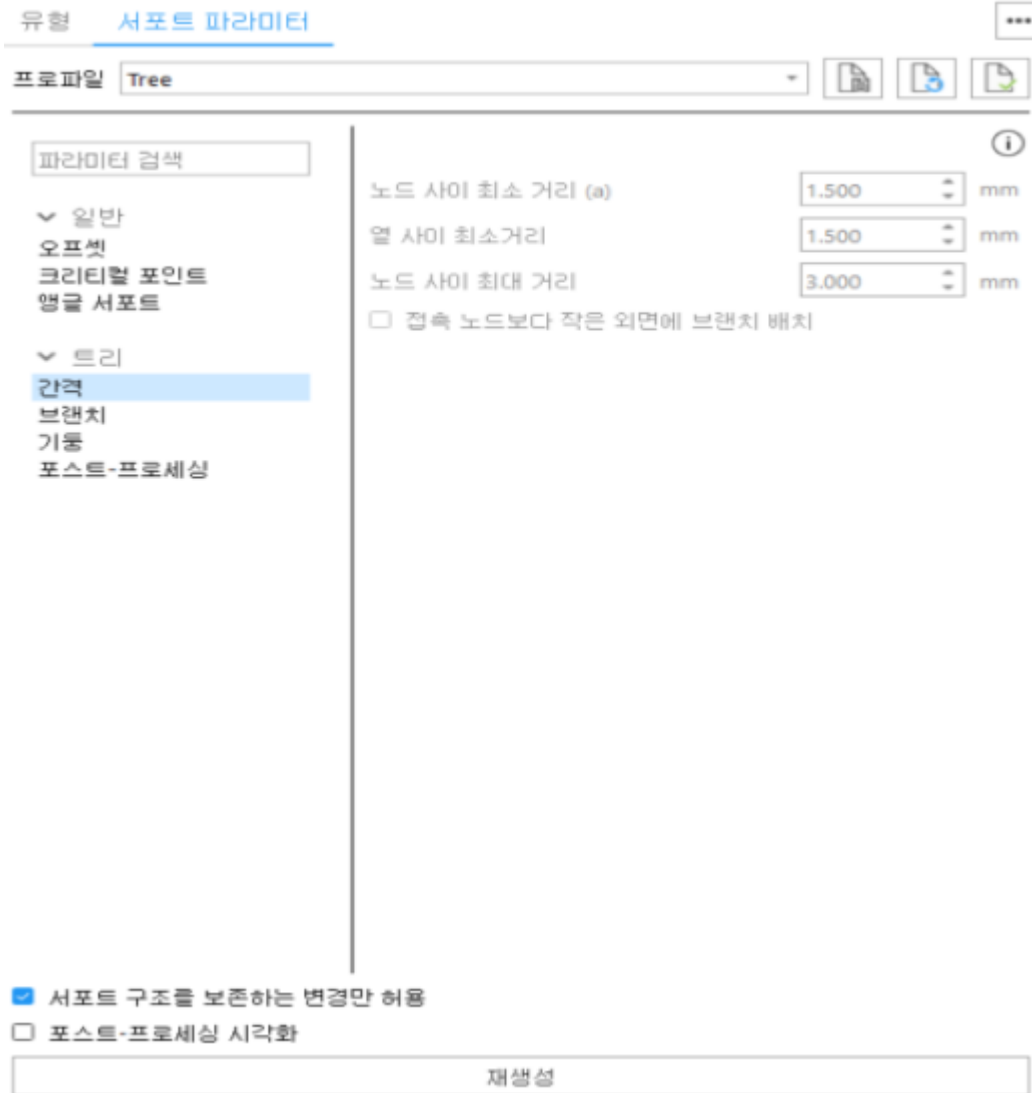 유형 서포트 파라미터
프로파일 Tree
파라미터 검색
일반
오프셋
크리티컬 포인트
앵글 서포트
트리
간격
브랜치
기둥
포스트-프로세싱
노드 사이 최소 거리 (a) 1.500 mm
열 사이 최소거리 1.500 mm
노드 사이 최대 거리 3.000 mm
접촉 노드보다 작은 외면에 브랜치 배치
서포트 구조를 보존하는 변경만 허용
포스트-프로세싱 시각화
재생성